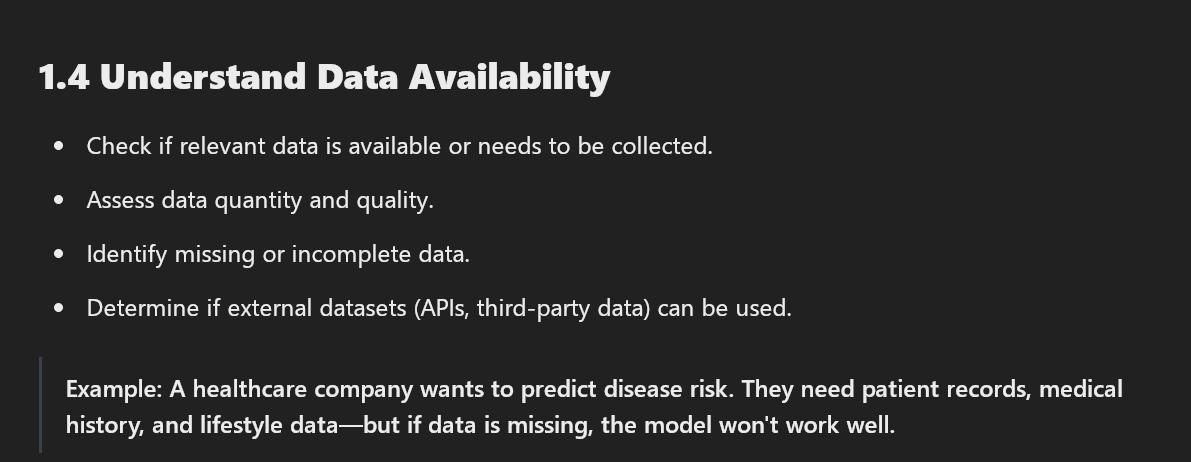 1.4 Understand Data Availability
• Check if relevant data is available or needs to be collected.
• Assess data quantity and quality.
• Identify missing or incomplete data.
• Determine if external datasets (APIs, third-party data) can be used.
Example: A healthcare company wants to predict disease risk. They need patient records, medical
history, and lifestyle data—but if data is missing, the model won't work well.